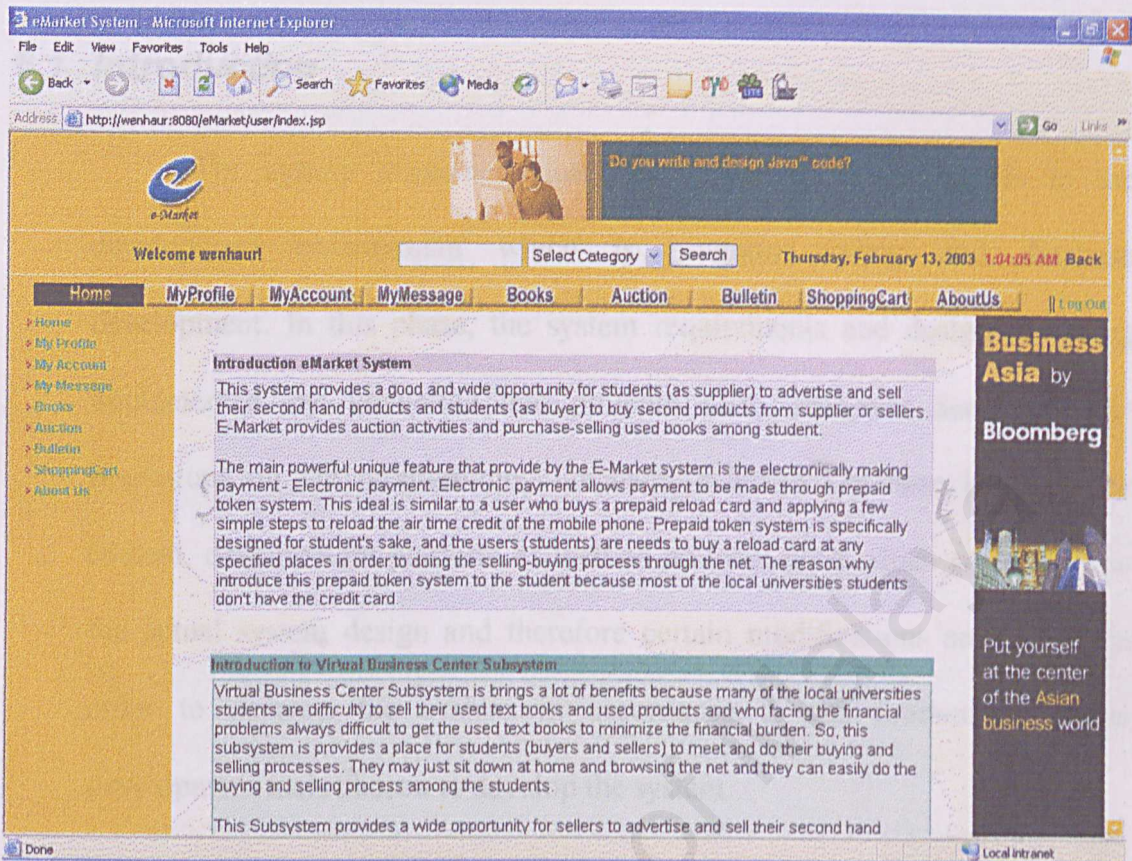 eMarket System - Microsoft Internet Explorer
File Edit View Favorites Tools Help
Back Search Favorites Media
Address http://wenhaur:8080/eMarket/user/index.jsp Go Links
e-Market
Do you write and design Java™ code?
Welcome wenhaur! Select Category Search Thursday, February 13, 2003 1:04:05 AM Back
Home MyProfile MyAccount MyMessage Books Auction Bulletin ShoppingCart AboutUs || Log Out
Home
My Profile
My Account
My Message
Books
Auction
Bulletin
ShoppingCart
About Us
Introduction eMarket System
This system provides a good and wide opportunity for students (as supplier) to advertise and sell
their second hand products and students (as buyer) to buy second products from supplier or sellers.
E-Market provides auction activities and purchase-selling used books among student.
The main powerful unique feature that provide by the E-Market system is the electronically making
payment - Electronic payment. Electronic payment allows payment to be made through prepaid
token system. This ideal is similar to a user who buys a prepaid reload card and applying a few
simple steps to reload the air time credit of the mobile phone. Prepaid token system is specifically
designed for student's sake, and the users (students) are needs to buy a reload card at any
specified places in order to doing the selling-buying process through the net. The reason why
introduce this prepaid token system to the student because most of the local universities students
don't have the credit card.
Introduction to Virtual Business Center Subsystem
Virtual Business Center Subsystem is brings a lot of benefits because many of the local universities
students are difficulty to sell their used text books and used products and who facing the financial
problems always difficult to get the used text books to minimize the financial burden. So, this
subsystem is provides a place for students (buyers and sellers) to meet and do their buying and
selling processes. They may just sit down at home and browsing the net and they can easily do the
buying and selling process among the students.
This Subsystem provides a wide opportunity for sellers to advertise and sell their second hand
Business
Asia by
Bloomberg
Put yourself
at the center
of the Asian
business world
Done Local intranet